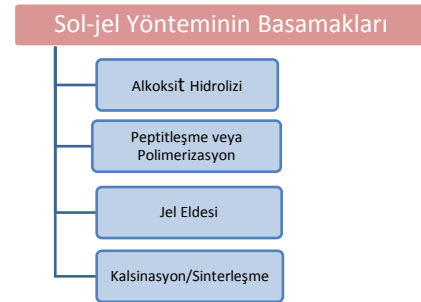 Sol-jel Yönteminin Basamakları
Alkoksit Hidrolizi
Peptitleşme veya
Polimerizasyon
Jel Eldesi
Kalsinasyon/Sinterleşme